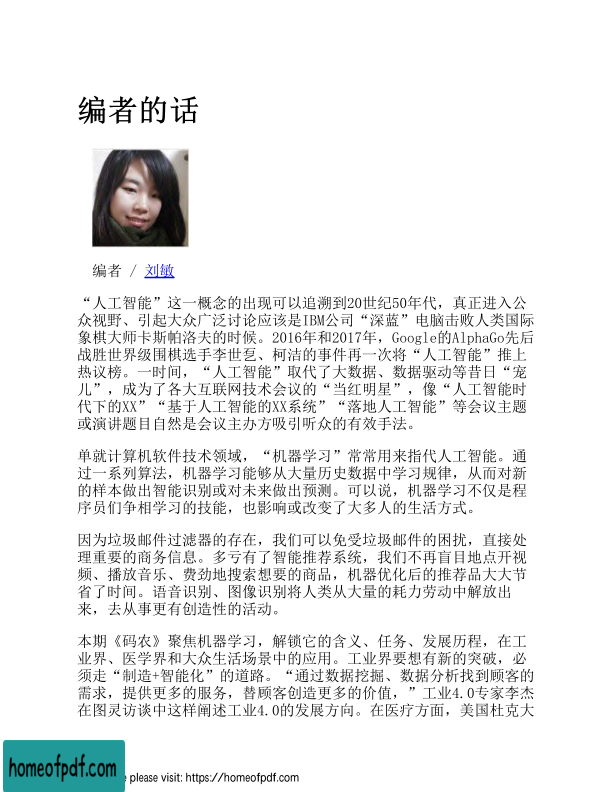 编者的话
编者 / 刘敏
“人工智能”这一概念的出现可以追溯到20世纪50年代，真正进入公
众视野、引起大众广泛讨论应该是IBM公司“深蓝”电脑击败人类国际
象棋大师卡斯帕洛夫的时候。2016年和2017年，Google的AlphaGo先后
战胜世界级围棋选手李世乭、柯洁的事件再一次将“人工智能”推上
热议榜。一时间，“人工智能”取代了大数据、数据驱动等昔日“宠
儿”，成为了各大互联网技术会议的“当红明星”，像“人工智能时
代下的XX”“基于人工智能的XX系统”“落地人工智能”等会议主题
或演讲题目自然是会议主办方吸引听众的有效手法。
单就计算机软件技术领域，“机器学习”常常用来指代人工智能。通
过一系列算法，机器学习能够从大量历史数据中学习规律，从而对新
的样本做出智能识别或对未来做出预测。可以说，机器学习不仅是程
序员们争相学习的技能，也影响或改变了大多人的生活方式。
因为垃圾邮件过滤器的存在，我们可以免受垃圾邮件的困扰，直接处
理重要的商务信息。多亏有了智能推荐系统，我们不再盲目地点开视
频、播放音乐、费劲地搜索想要的商品，机器优化后的推荐品大大节
省了时间。语音识别、图像识别将人类从大量的耗力劳动中解放出
来，去从事更有创造性的活动。
本期《码农》聚焦机器学习，解锁它的含义、任务、发展历程，在工
业界、医学界和大众生活场景中的应用。工业界要想有新的突破，必
须走“制造+智能化”的道路。“通过数据挖掘、数据分析找到顾客的
需求，提供更多的服务，替顾客创造更多的价值，”工业4.0专家李杰
在图灵访谈中这样阐述工业4.0的发展方向。在医疗方面，美国杜克大
homeofpdf.com
e please visit: https://homeofpdf.com